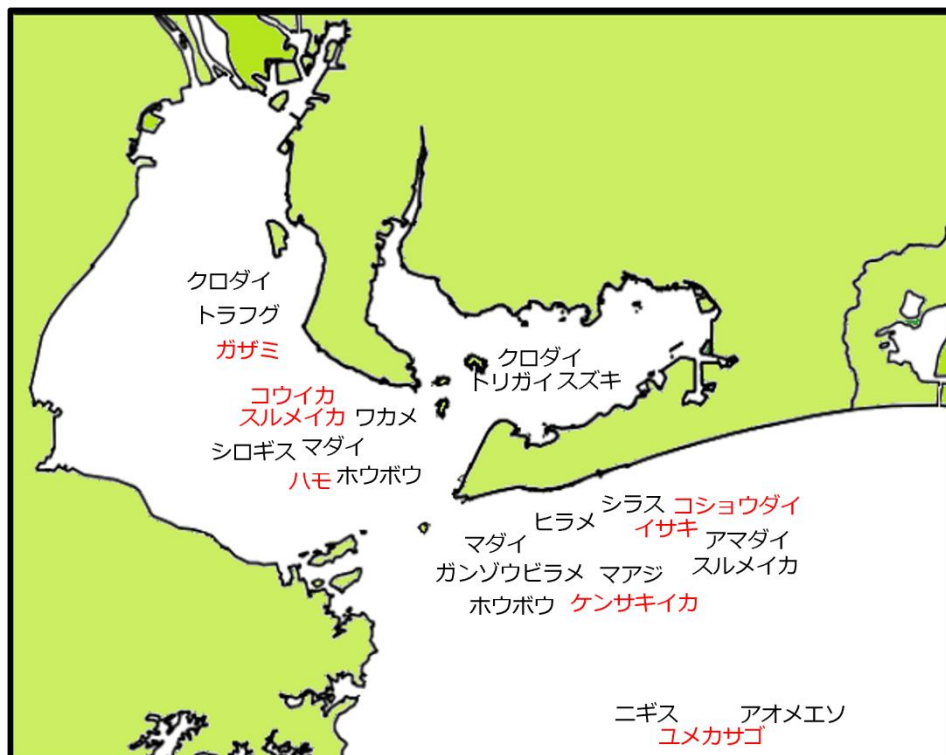 クロダイ
トラフグ
ガザミ
コウイカ
スルメイカ ワカメ
シロギス マダイ
ハモ ホウボウ
クロダイ
トリガイ スズキ
シラス コショウダイ
ヒラメ イサキ
マダイ アマダイ
ガンゾウビラメ マアジ スルメイカ
ホウボウ ケンサキイカ
ニギス アオメエソ
ユメカサゴ